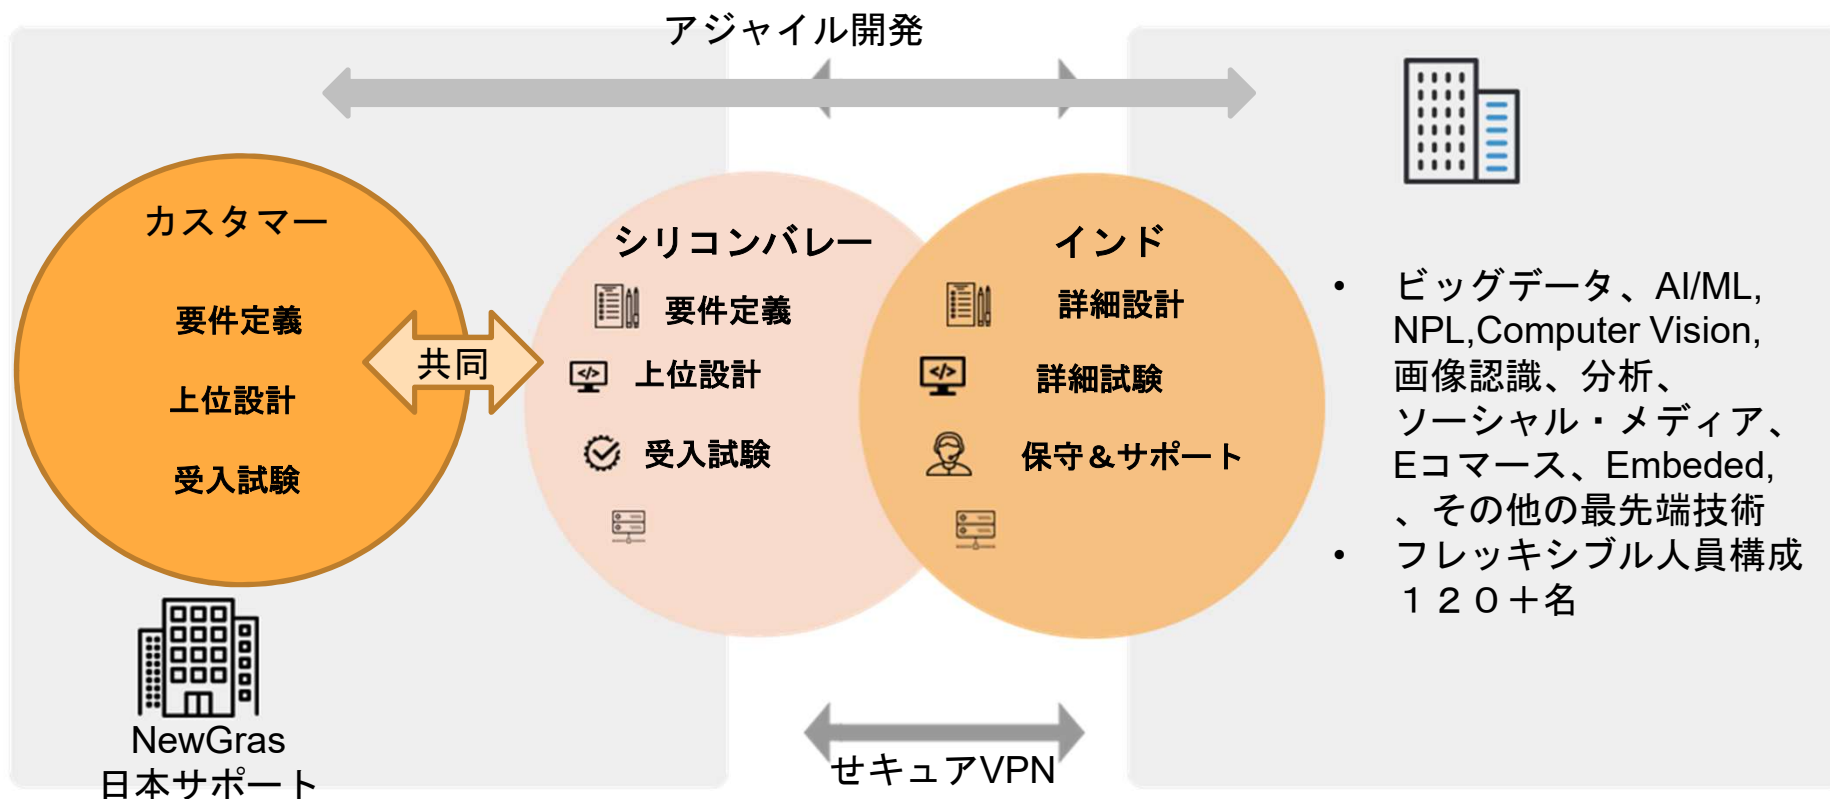 アジャイル開発
カスタマー
要件定義
上位設計
受入試験
共同
シリコンバレー
要件定義
上位設計
受入試験
インド
詳細設計
詳細試験
保守＆サポート
• ビッグデータ、AI/ML,
NPL,Computer Vision,
画像認識、分析、
ソーシャル・メディア、
Eコマース、Embeded,
、その他の最先端技術
• フレッキシブル人員構成
１２０＋名
NewGras
日本サポート
せキュアVPN